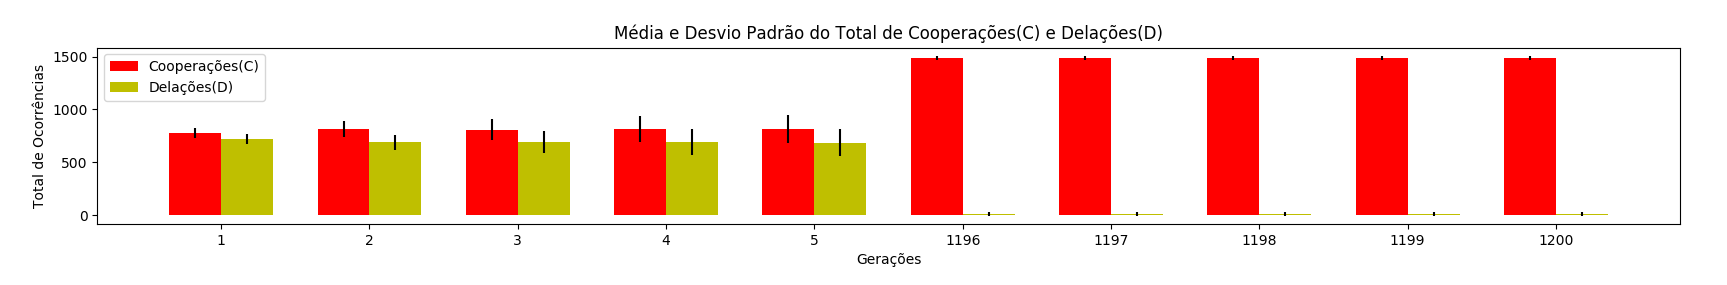 Média e Desvio Padrão do Total de Cooperações(C) e Delações(D)
Total de Ocorrências
1500
1000
500
0
Cooperações(C)
Delações(D)
1 2 3 4 5 1196 1197 1198 1199 1200
Gerações